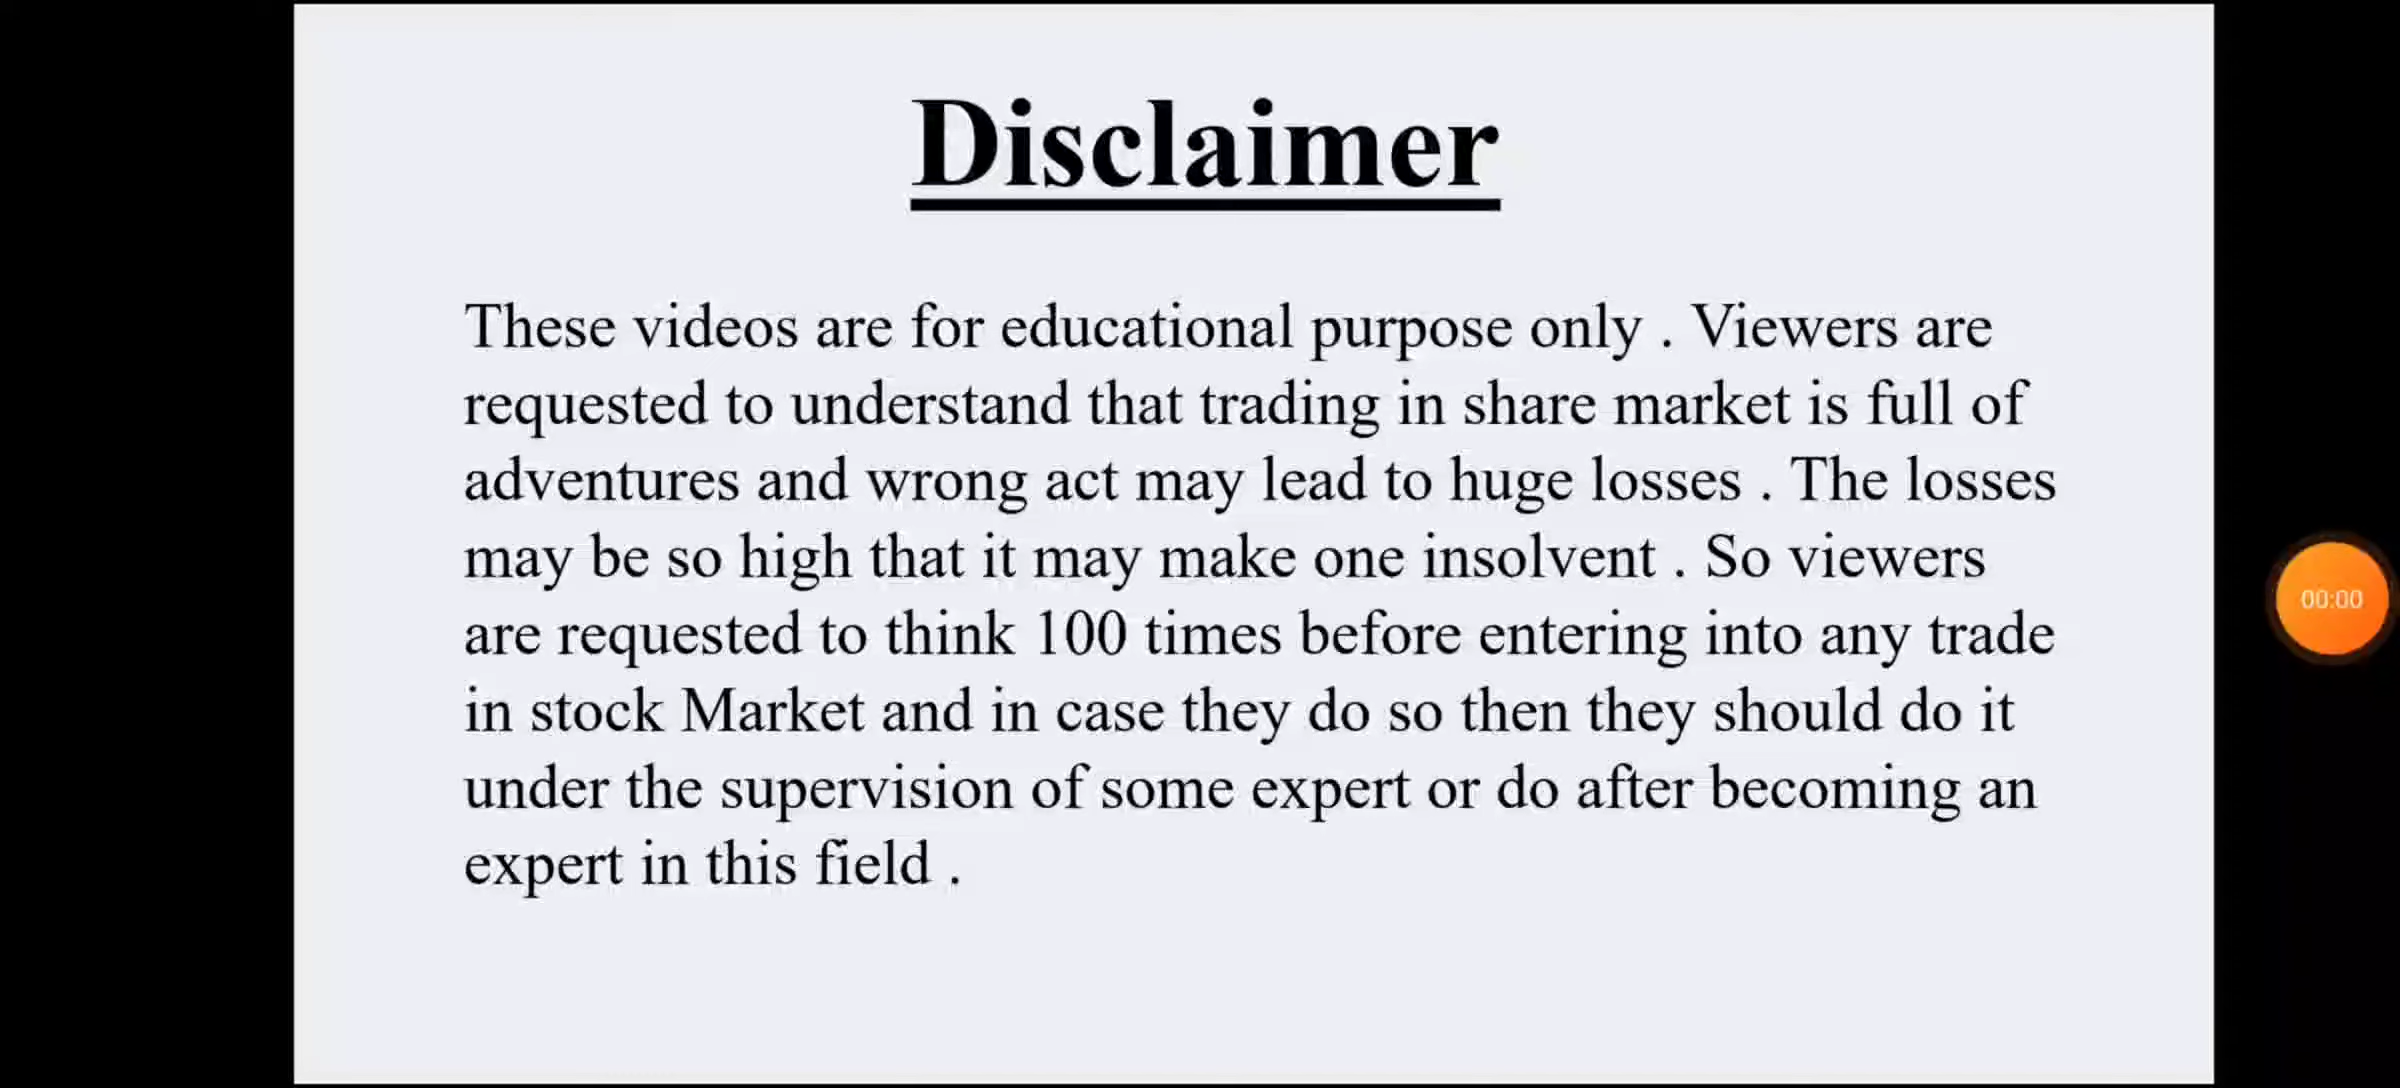 Disclaimer
These videos are for educational purpose only . Viewers are
requested to understand that trading in share market is full of
adventures and wrong act may lead to huge losses . The losses
may be so high that it may make one insolvent . So viewers
are requested to think 100 times before entering into any trade
in stock Market and in case they do so then they should do it
under the supervision of some expert or do after becoming an
expert in this field .
00:00